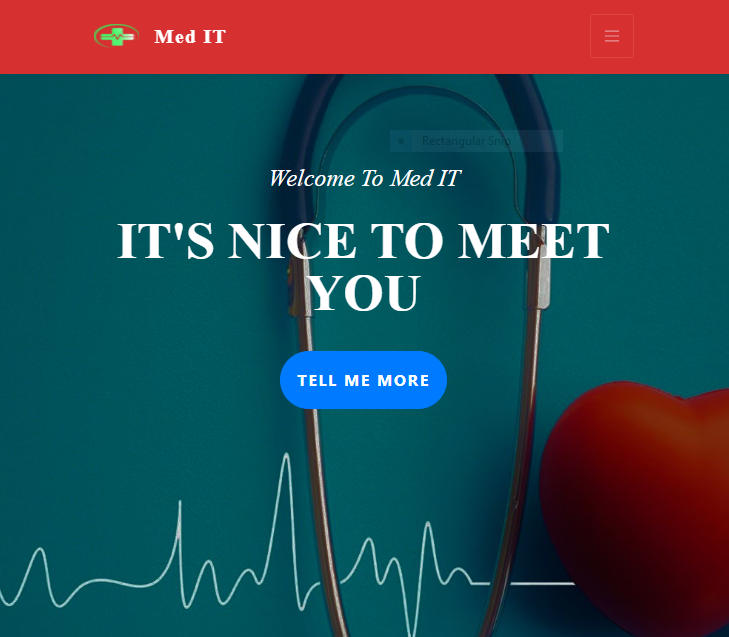 Med IT
Rectangular Snip
Welcome To Med IT
IT'S NICE TO MEET
YOU
TELL ME MORE